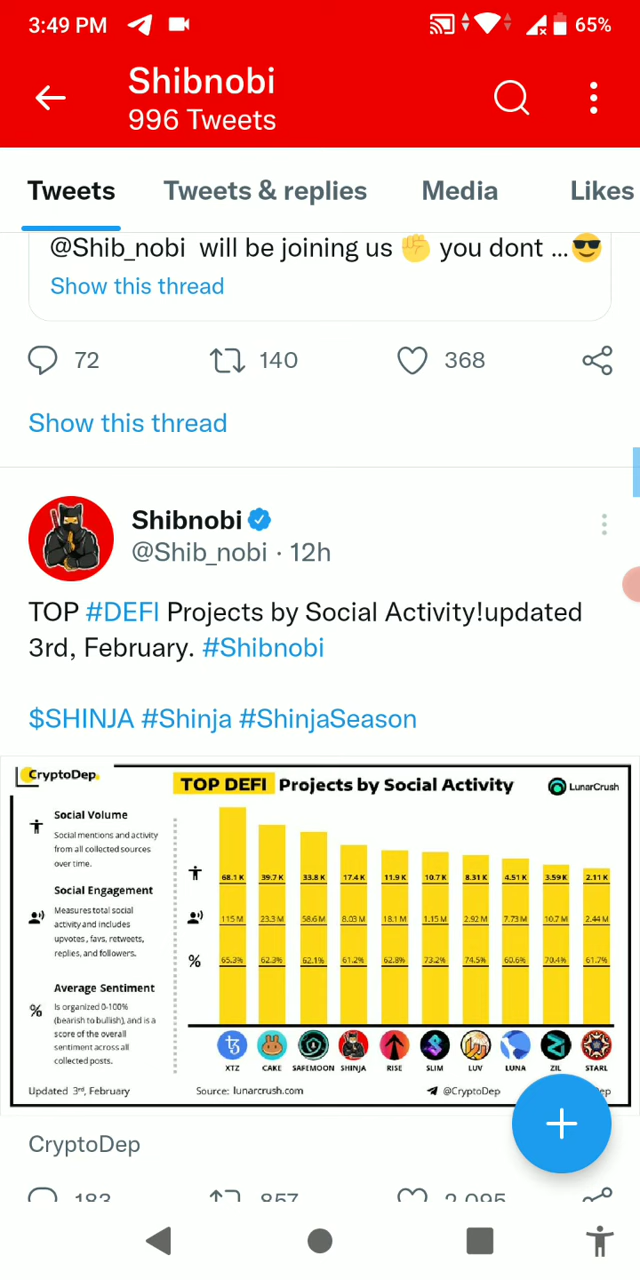 3:49 PM 65%
Shibnobi
996 Tweets
Tweets Tweets & replies Media Likes
@Shib_nobi will be joining us ✊ you dont ...😎
Show this thread
72 140 368
Show this thread
Shibnobi
@Shib_nobi · 12h
TOP #DEFI Projects by Social Activity!updated
3rd, February. #Shibnobi
$SHINJA #Shinja #ShinjaSeason
CryptoDep
TOP DEFI Projects by Social Activity
LunarCrush
Social Volume
Social mentions and activity
from all collected sources
over time.
Social Engagement
Measures total social
activity and includes
upvotes, favs, retweets,
replies, and followers.
Average Sentiment
% Is organized 0-100%
(bearish to bullish), and is a
score of the overall
sentiment across all
collected posts.
68.1 K 39.7 K 33.8 K 17.4 K 11.9 K 10.7 K 8.31 K 4.51 K 3.59K 2.11 K
115 M 23.3 M 58.6 M 8.03 M 18.1 M 1.15 M 2.92 M 7.73 M 10.7 M 2.44 M
% 65.3% 62.3% 62.1% 61.2% 62.8% 73.2% 74.5% 60.6% 70.4% 61.7%
XTZ CAKE SAFEMOON SHINJA RISE SLIM LUV LUNA ZIL STARL
Updated 3rd, February
Source: lunarcrush.com
@CryptoDep
ep
CryptoDep
183 857 2,095